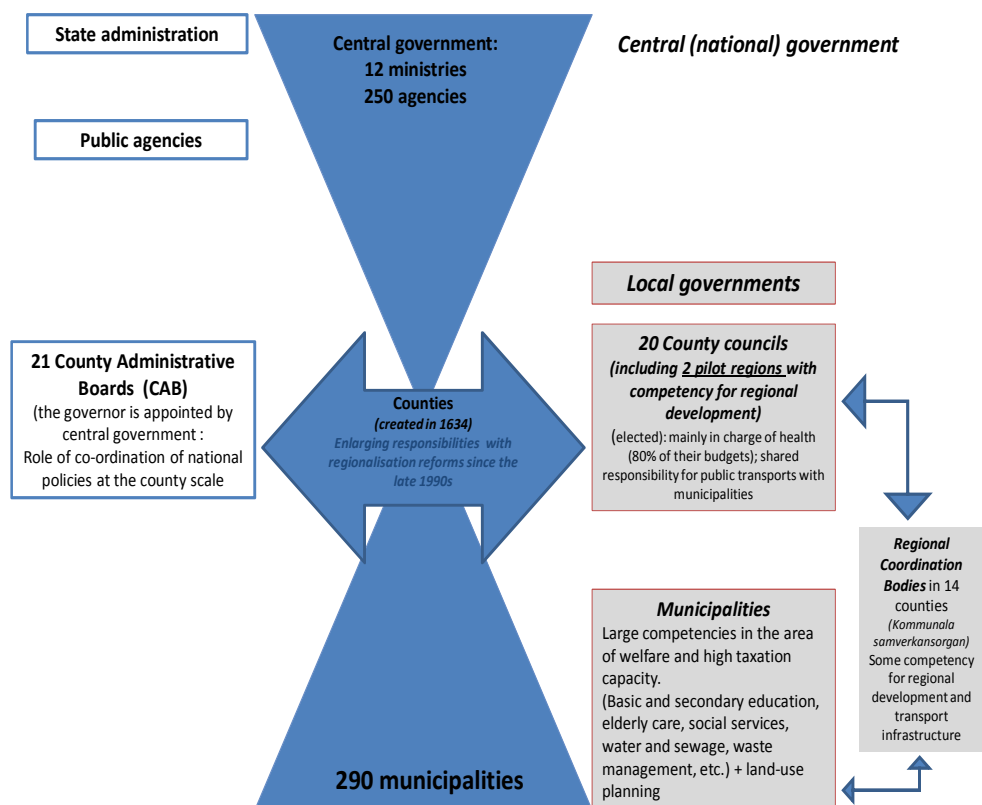 State administration
Public agencies
Central government:
12 ministries
250 agencies
Central (national) government
21 County Administrative
Boards (CAB)
(the governor is appointed by
central government :
Role of co-ordination of national
policies at the county scale
Counties
(created in 1634)
Enlarging responsibilities with
regionalisation reforms since the
late 1990s
Local governments
20 County councils
(including 2 pilot regions with
competency for regional
development)
(elected): mainly in charge of health
(80% of their budgets); shared
responsibility for public transports with
municipalities
Regional
Coordination
Bodies in 14
counties
(Kommunala
samverkansorgan)
Some competency
for regional
development and
transport
infrastructure
Municipalities
Large competencies in the area
of welfare and high taxation
capacity.
(Basic and secondary education,
elderly care, social services,
water and sewage, waste
management, etc.) + land-use
planning
290 municipalities